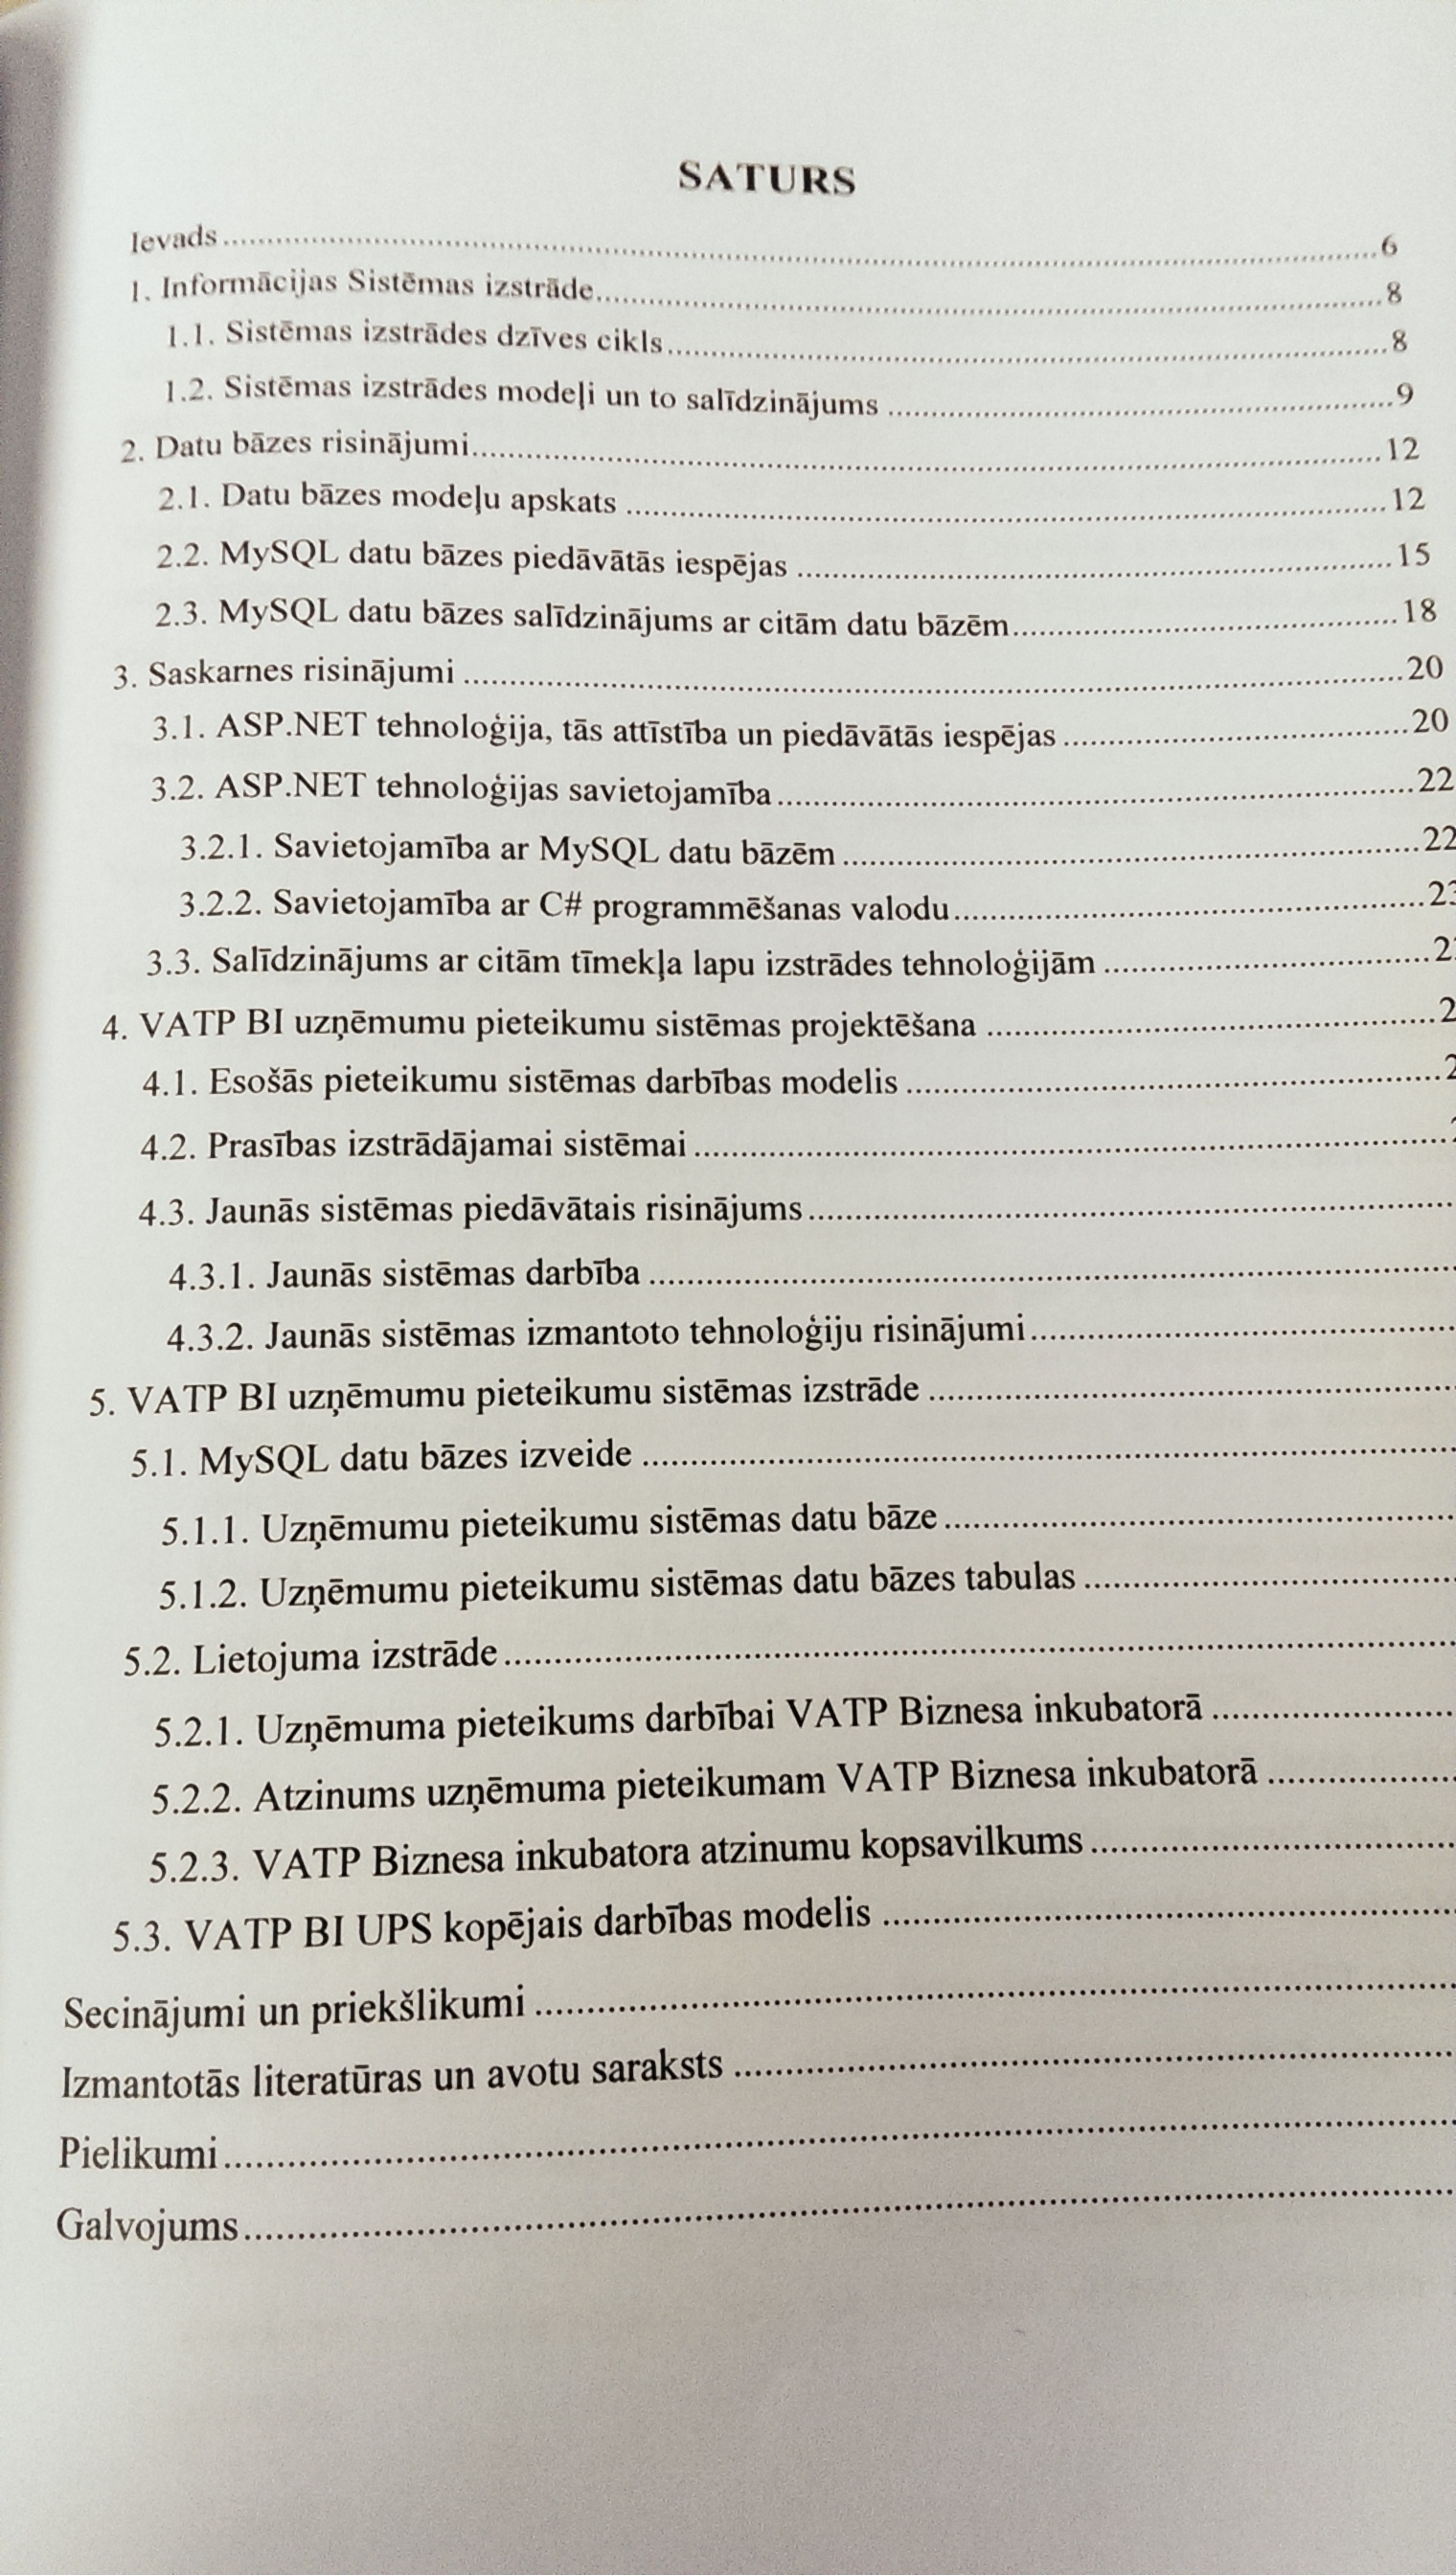 SATURS
Ievads 6
1. Informācijas Sistēmas izstrāde 8
1.1. Sistēmas izstrādes dzīves cikls 8
1.2. Sistēmas izstrādes modeļi un to salīdzinājums 9
2. Datu bāzes risinājumi 12
2.1. Datu bāzes modeļu apskats 12
2.2. MySQL datu bāzes piedāvātās iespējas 15
2.3. MySQL datu bāzes salīdzinājums ar citām datu bāzēm 18
3. Saskarnes risinājumi 20
3.1. ASP.NET tehnoloģija, tās attīstība un piedāvātās iespējas 20
3.2. ASP.NET tehnoloģijas savietojamība 22
3.2.1. Savietojamība ar MySQL datu bāzēm 22
3.2.2. Savietojamība ar C# programmēšanas valodu 23
3.3. Salīdzinājums ar citām tīmekļa lapu izstrādes tehnoloģijām
4. VATP BI uzņēmumu pieteikumu sistēmas projektēšana
4.1. Esošās pieteikumu sistēmas darbības modelis
4.2. Prasības izstrādājamai sistēmai
4.3. Jaunās sistēmas piedāvātais risinājums
4.3.1. Jaunās sistēmas darbība
4.3.2. Jaunās sistēmas izmantoto tehnoloģiju risinājumi
5. VATP BI uzņēmumu pieteikumu sistēmas izstrāde
5.1. MySQL datu bāzes izveide
5.1.1. Uzņēmumu pieteikumu sistēmas datu bāze
5.1.2. Uzņēmumu pieteikumu sistēmas datu bāzes tabulas
5.2. Lietojuma izstrāde
5.2.1. Uzņēmuma pieteikums darbībai VATP Biznesa inkubatorā
5.2.2. Atzinums uzņēmuma pieteikumam VATP Biznesa inkubatorā
5.2.3. VATP Biznesa inkubatora atzinumu kopsavilkums
5.3. VATP BI UPS kopējais darbības modelis
Secinājumi un priekšlikumi
Izmantotās literatūras un avotu saraksts
Pielikumi
Galvojums